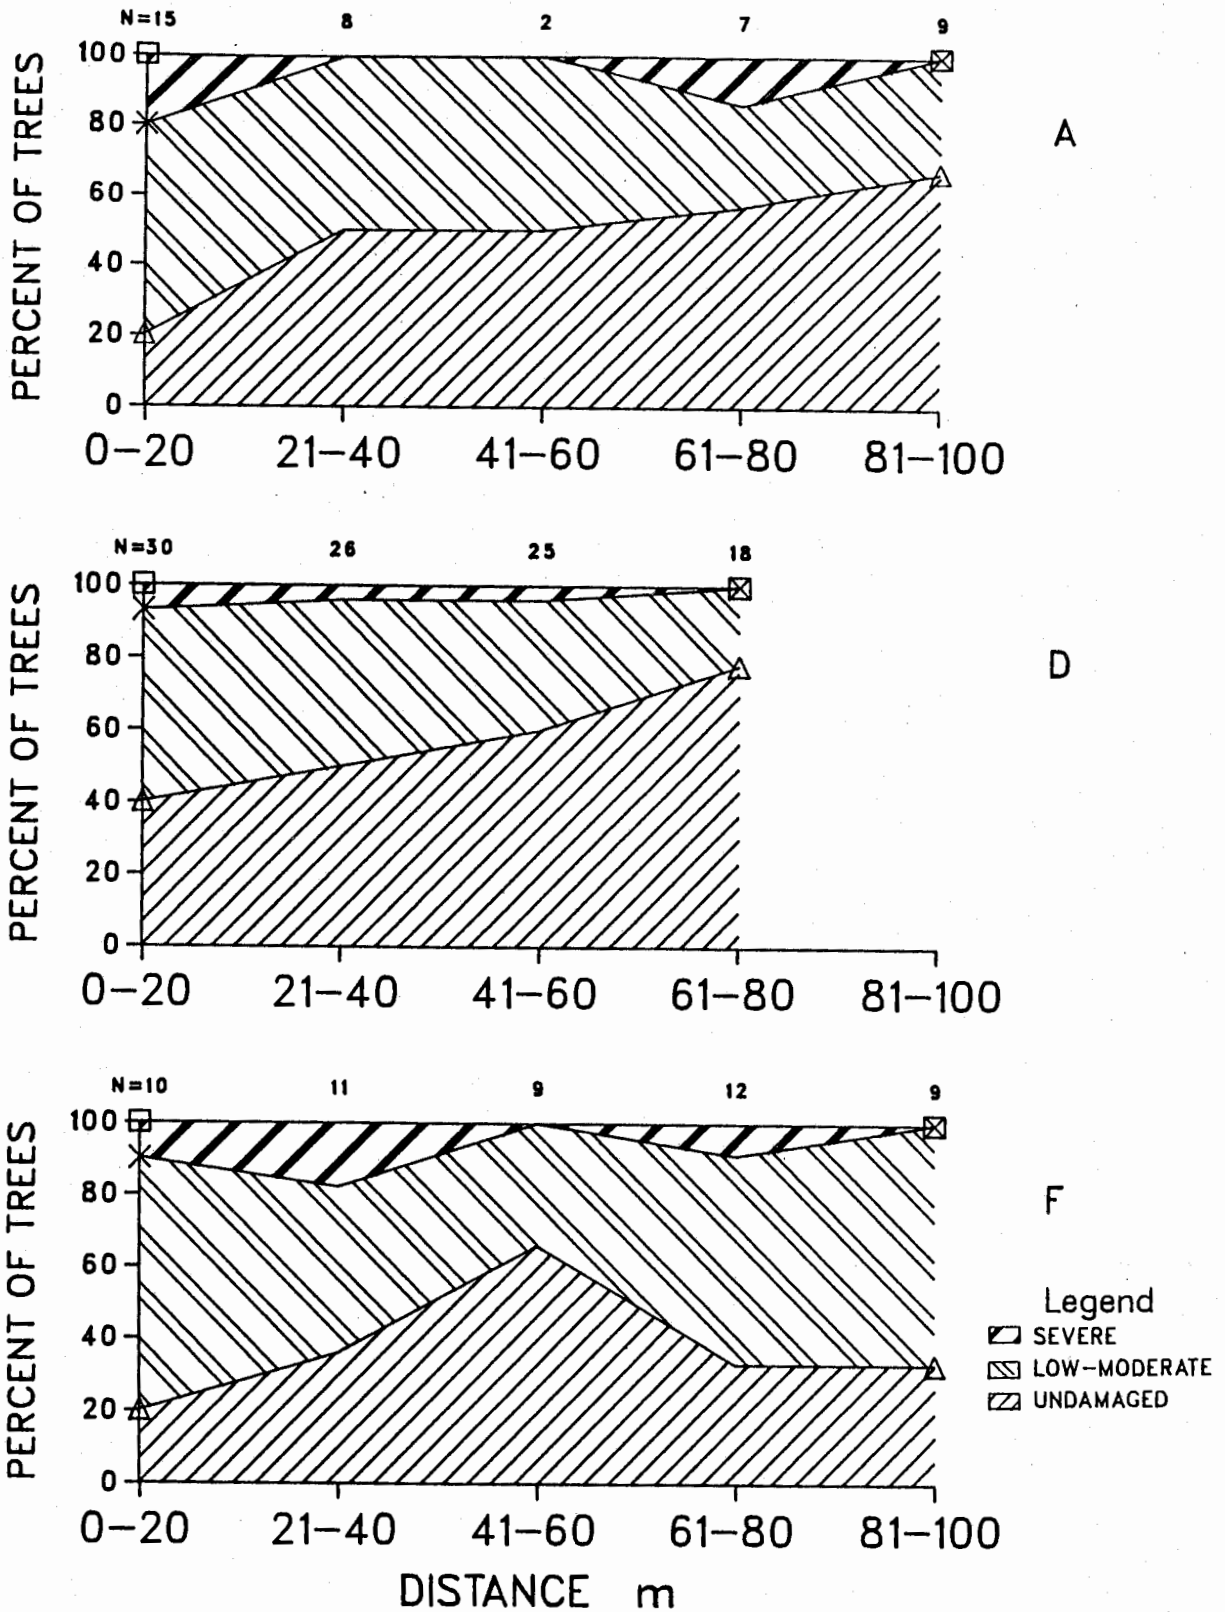 N=15 8 2 7 9
PERCENT OF TREES
100
80
60
40
20
0
A
0-20 21-40 41-60 61-80 81-100
N=30 26 25 18
PERCENT OF TREES
100
80
60
40
20
0
D
0-20 21-40 41-60 61-80 81-100
N=10 11 9 12 9
PERCENT OF TREES
100
80
60
40
20
0
F
Legend
SEVERE
LOW-MODERATE
UNDAMAGED
0-20 21-40 41-60 61-80 81-100
DISTANCE m